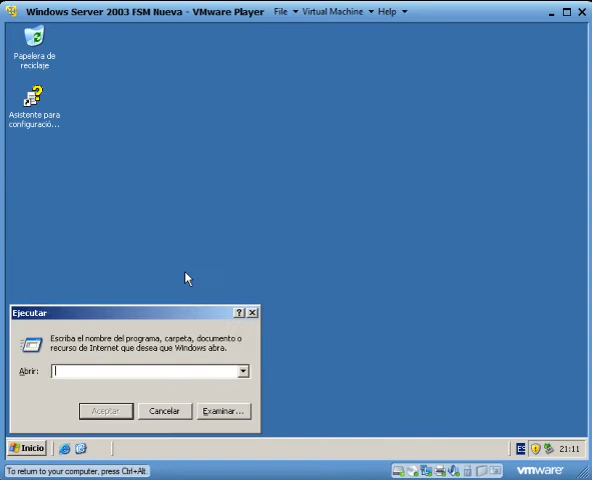 Windows Server 2003 FSM Nueva - VMware Player File Virtual Machine Help
Papelera de
reciclaje
Asistente para
configuració...
Ejecutar
Escriba el nombre del programa, carpeta, documento o
recurso de Internet que desea que Windows abra.
Abrir:
Aceptar Cancelar Examinar...
Inicio ES 21:11
To return to your computer, press Ctrl+Alt. vmware